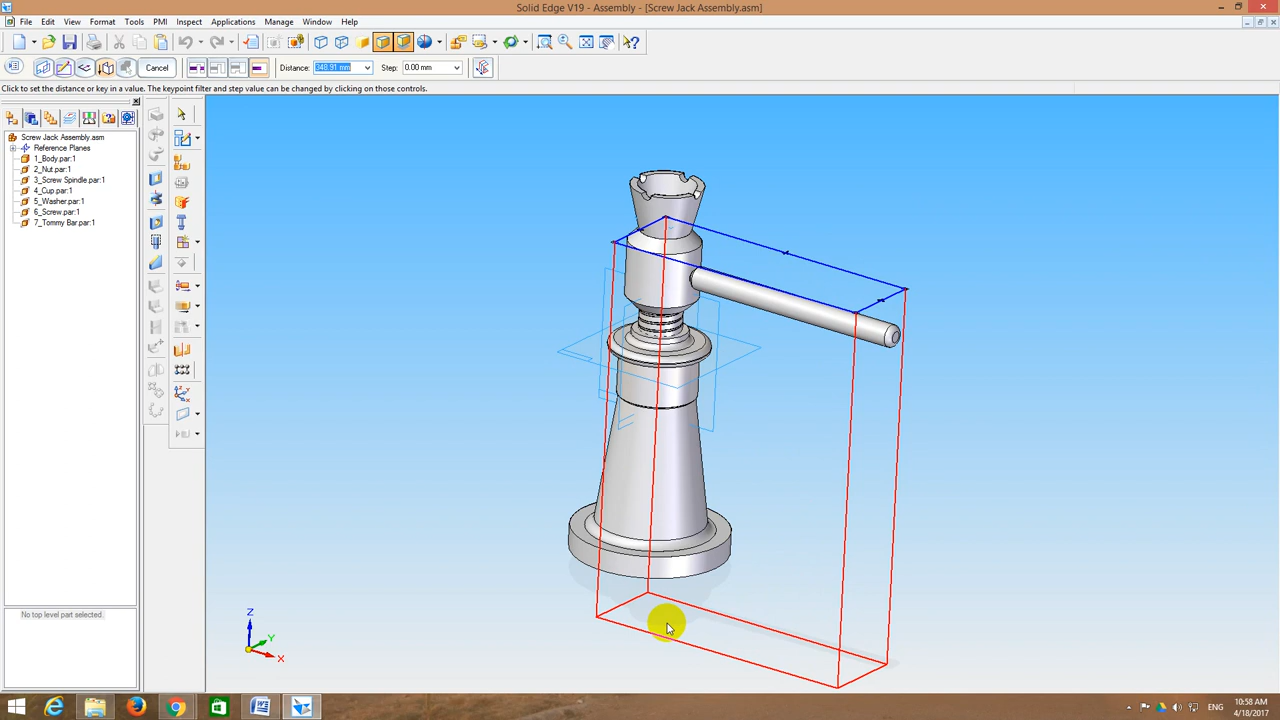 Solid Edge V19 - Assembly - [Screw Jack Assembly.asm]
File Edit View Format Tools PMI Inspect Applications Manage Window Help
Cancel Distance: 348.91 mm Step: 0.00 mm
Click to set the distance or key in a value. The keypoint filter and step value can be changed by clicking on those controls.
Screw Jack Assembly.asm
Reference Planes
1_Body.par:1
2_Nut.par:1
3_Screw Spindle.par:1
4_Cup.par:1
5_Washer.par:1
6_Screw.par:1
7_Tommy Bar.par:1
No top level part selected.
Z
Y
X
ENG
10:58 AM
4/18/2017